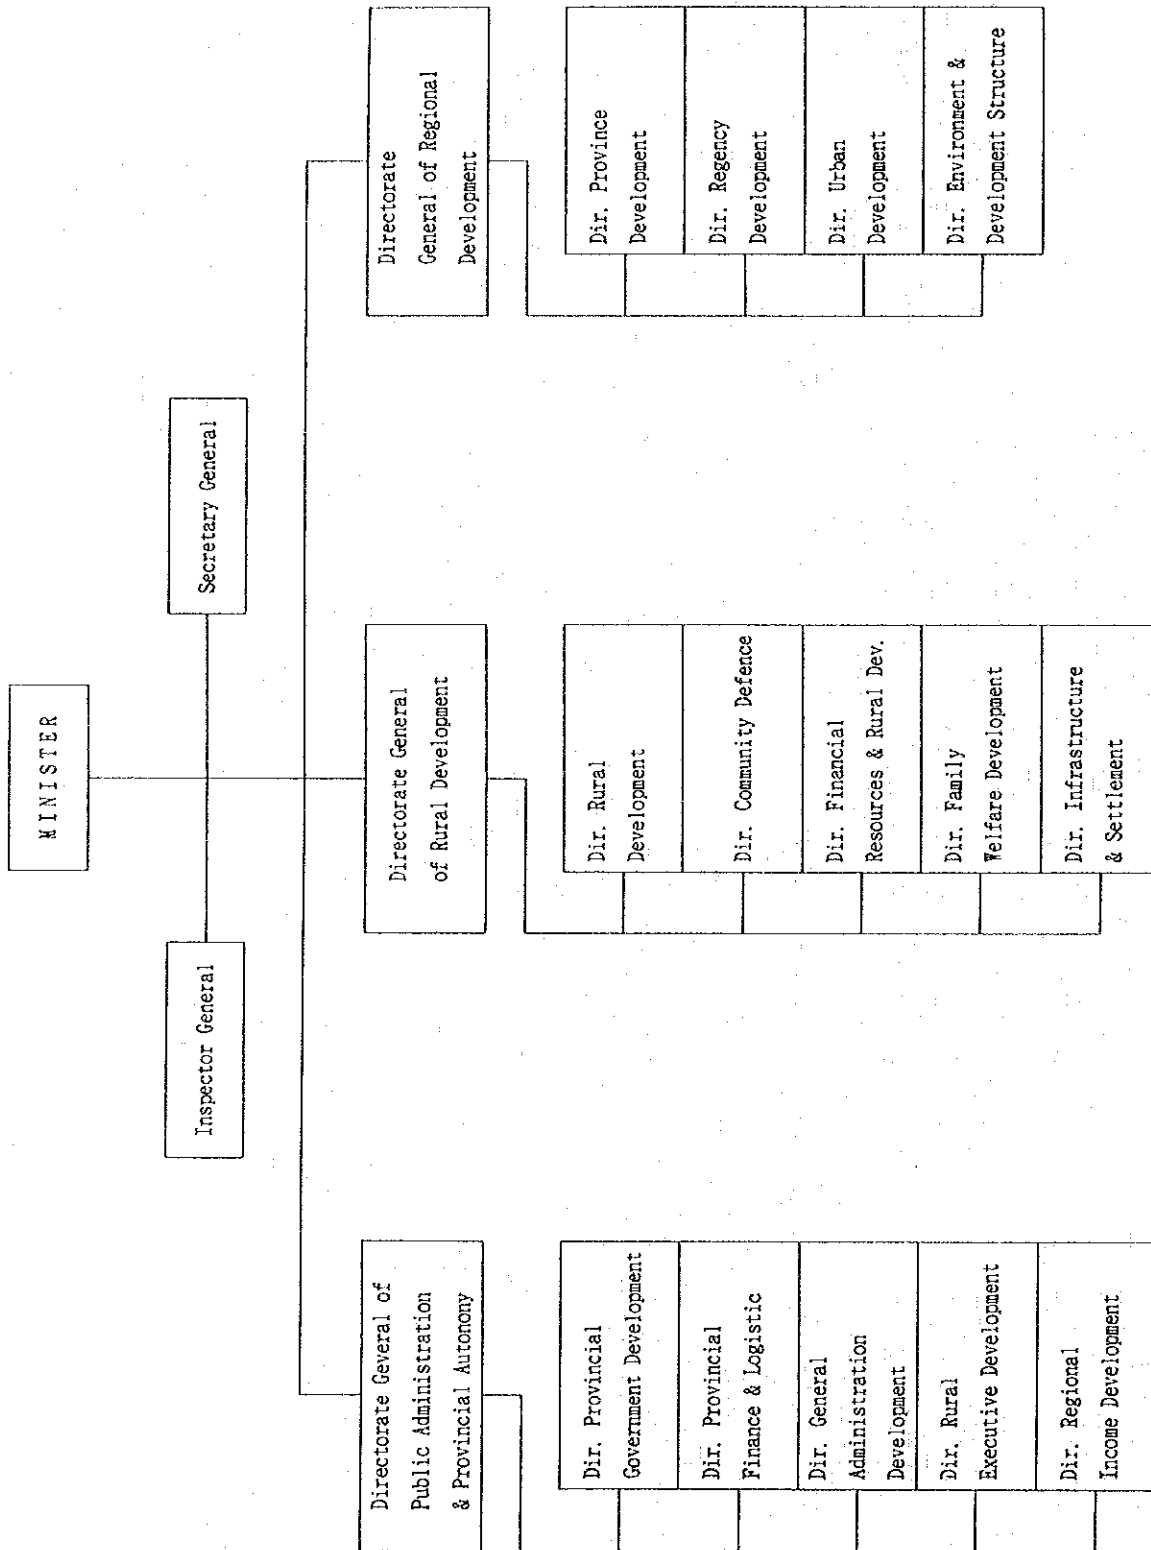 MINISTER
Inspector General
Secretary General
Directorate Geveral of
Public Administration
& Provincial Autonony
Dir. Provincial
Government Development
Dir. Provincial
Finance & Logistic
Dir. General
Administration
Development
Dir. Rural
Executive Development
Dir. Regional
Income Development
Directorate General
of Rural Development
Dir. Rural
Development
Dir. Community Defence
Dir. Financial
Resources & Rural Dev.
Dir. Family
Welfare Development
Dir. Infrastructure
& Settlement
Directorate
General of Regional
Development
Dir. Province
Development
Dir. Regency
Development
Dir. Urban
Development
Dir. Environment &
Development Structure